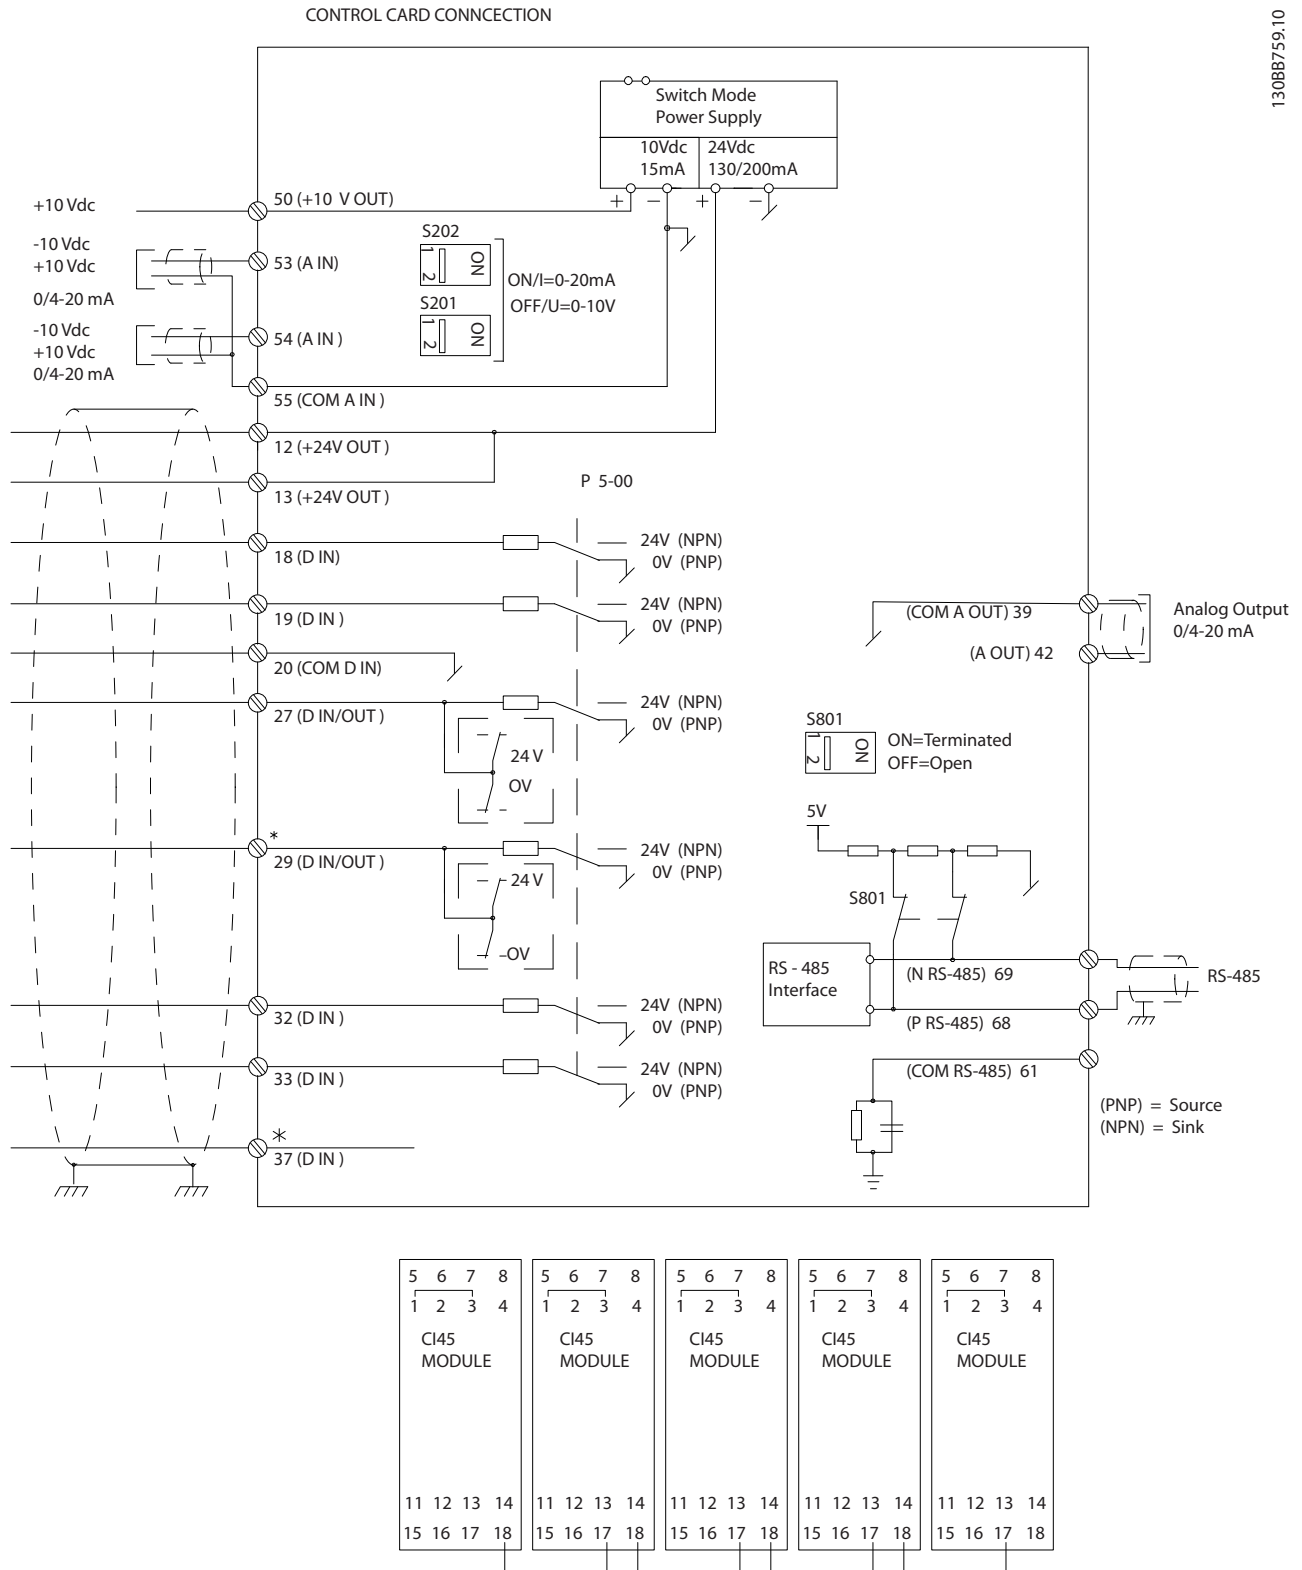 CONTROL CARD CONNCECTION
130BB759.10
Switch Mode
Power Supply
10Vdc
15mA
24Vdc
130/200mA
+ − + −
+10 Vdc
50 (+10 V OUT)
-10 Vdc
+10 Vdc
0/4-20 mA
53 (A IN)
S202
1 2 ON
ON/I=0-20mA
OFF/U=0-10V
S201
1 2 ON
-10 Vdc
+10 Vdc
0/4-20 mA
54 (A IN )
55 (COM A IN )
12 (+24V OUT )
13 (+24V OUT )
P 5-00
18 (D IN)
24V (NPN)
0V (PNP)
19 (D IN )
24V (NPN)
0V (PNP)
(COM A OUT) 39
Analog Output
0/4-20 mA
(A OUT) 42
20 (COM D IN)
27 (D IN/OUT )
24V (NPN)
0V (PNP)
24 V
OV
S801
1 2 ON
ON=Terminated
OFF=Open
5V
*
29 (D IN/OUT )
24V (NPN)
0V (PNP)
24 V
OV
S801
RS - 485
Interface
(N RS-485) 69
RS-485
(P RS-485) 68
(COM RS-485) 61
32 (D IN )
24V (NPN)
0V (PNP)
33 (D IN )
24V (NPN)
0V (PNP)
(PNP) = Source
(NPN) = Sink
*
37 (D IN )
5 6 7 8 5 6 7 8 5 6 7 8 5 6 7 8 5 6 7 8
1 2 3 4 1 2 3 4 1 2 3 4 1 2 3 4 1 2 3 4
CI45 CI45 CI45 CI45 CI45
MODULE MODULE MODULE MODULE MODULE
11 12 13 14 11 12 13 14 11 12 13 14 11 12 13 14 11 12 13 14
15 16 17 18 15 16 17 18 15 16 17 18 15 16 17 18 15 16 17 18